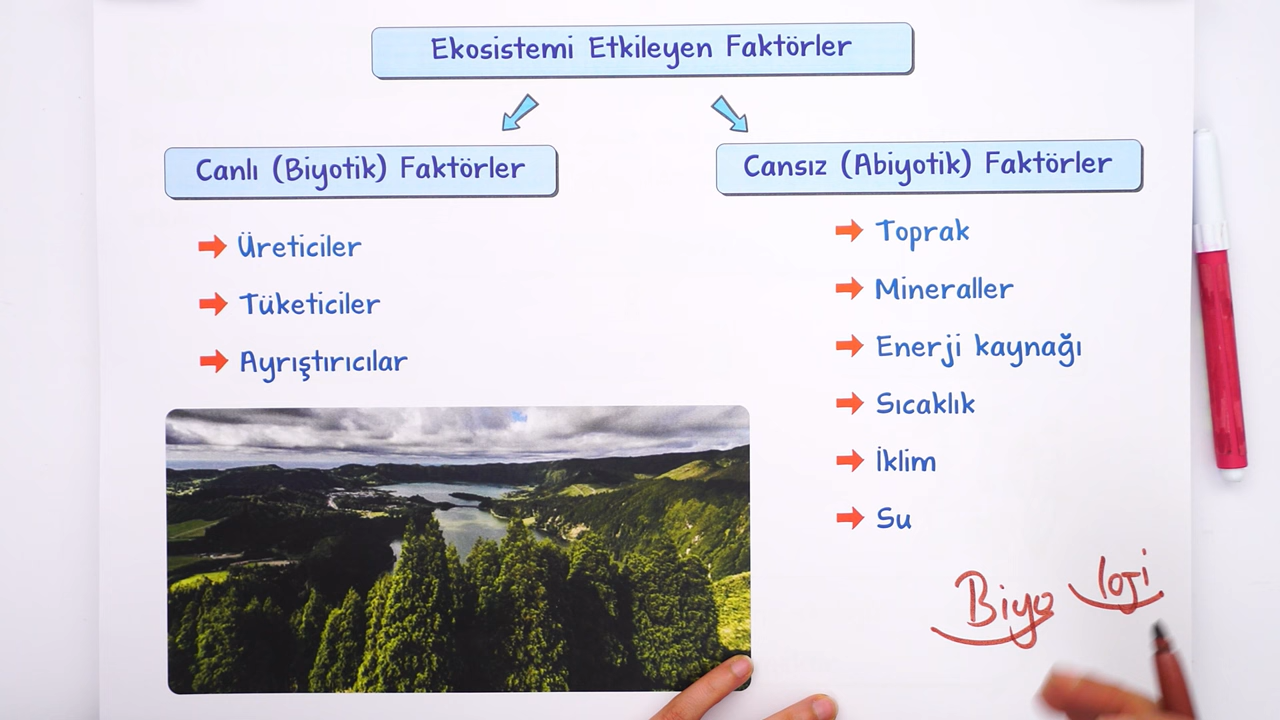 Ekosistemi Etkileyen Faktörler
Canlı (Biyotik) Faktörler
Üreticiler
Tüketiciler
Ayrıştırıcılar
Cansız (Abiyotik) Faktörler
Toprak
Mineraller
Enerji kaynağı
Sıcaklık
İklim
Su
Biyo loji